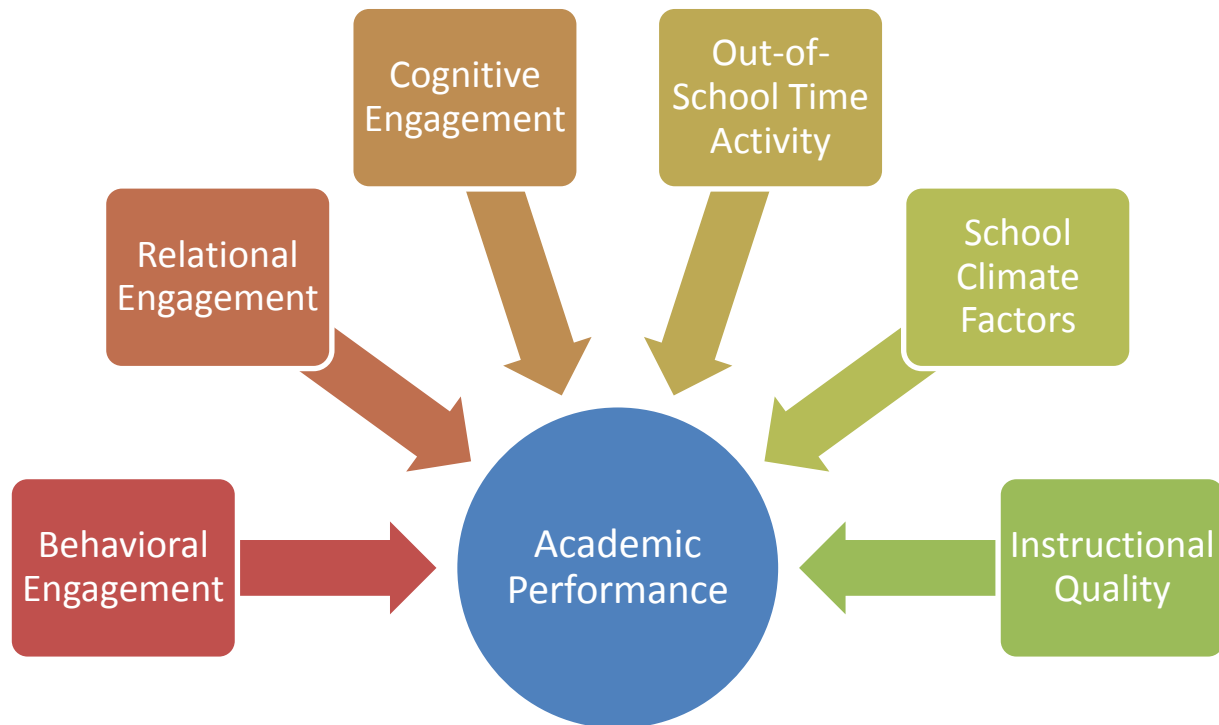 Cognitive
Engagement
Out-of-
School Time
Activity
Relational
Engagement
School
Climate
Factors
Behavioral
Engagement
Academic
Performance
Instructional
Quality